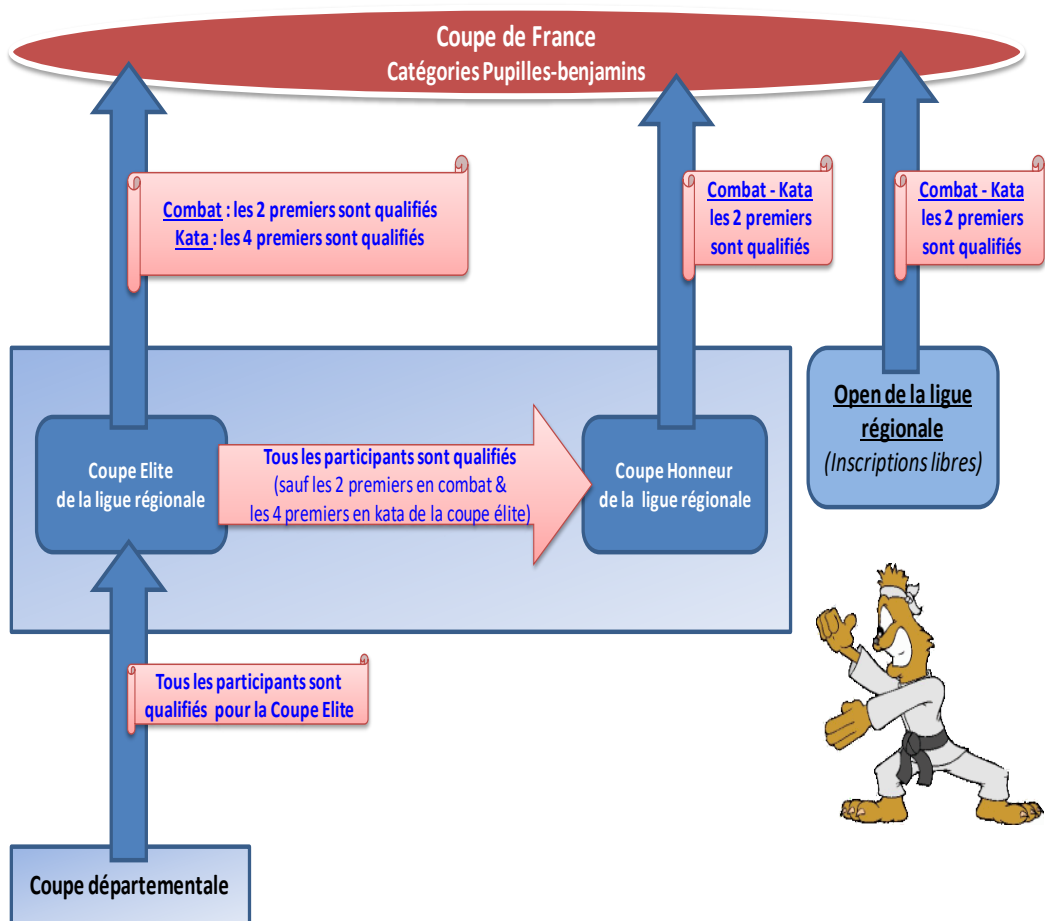 Coupe de France
Catégories Pupilles-benjamins
Combat : les 2 premiers sont qualifiés
Kata : les 4 premiers sont qualifiés
Combat - Kata
les 2 premiers
sont qualifiés
Combat - Kata
les 2 premiers
sont qualifiés
Coupe Elite
de la ligue régionale
Tous les participants sont qualifiés
(sauf les 2 premiers en combat &
les 4 premiers en kata de la coupe élite)
Coupe Honneur
de la ligue régionale
Open de la ligue
régionale
(Inscriptions libres)
Tous les participants sont
qualifiés pour la Coupe Elite
Coupe départementale